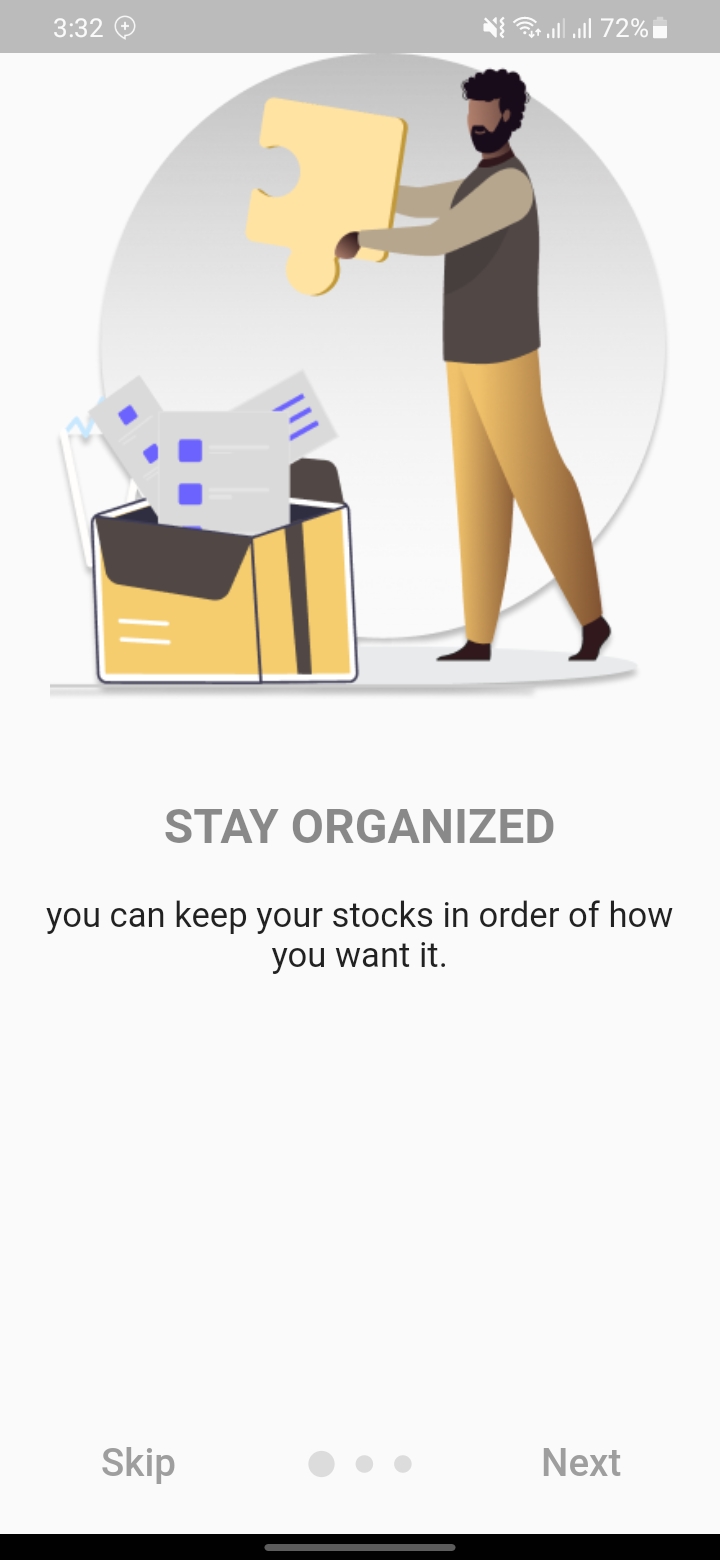 3:32 72%
STAY ORGANIZED
you can keep your stocks in order of how
you want it.
Skip Next